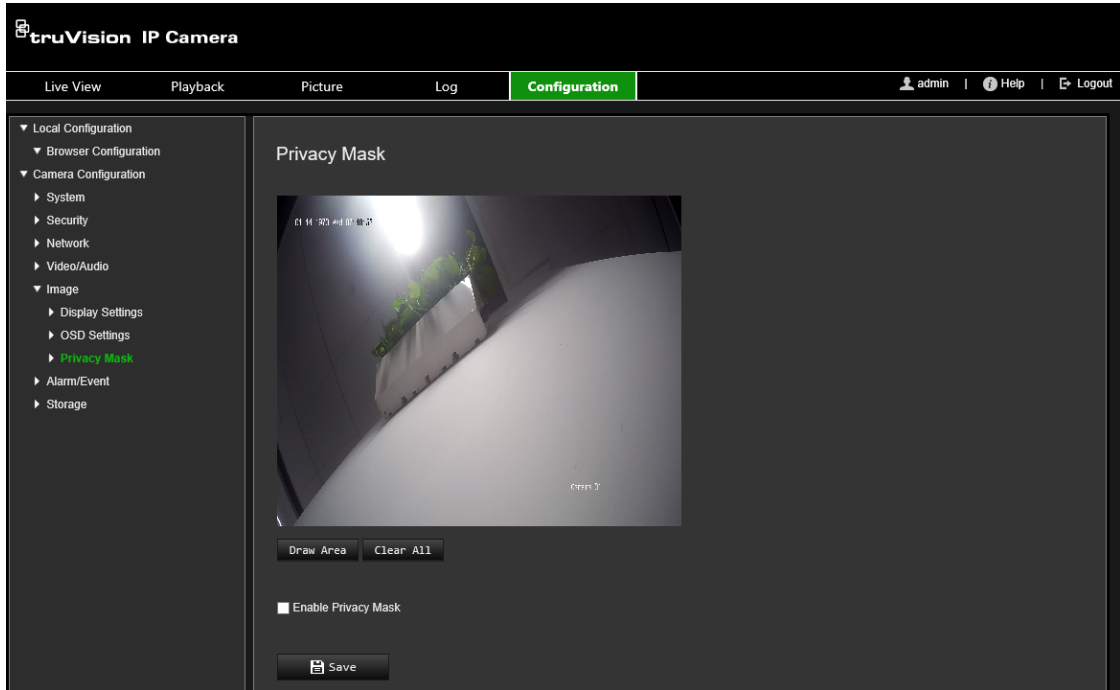 truVision IP Camera
Live View Playback Picture Log Configuration admin | Help | Logout
Local Configuration
Browser Configuration
Camera Configuration
System
Security
Network
Video/Audio
Image
Display Settings
OSD Settings
Privacy Mask
Alarm/Event
Storage
Privacy Mask
Draw Area Clear All
Enable Privacy Mask
Save